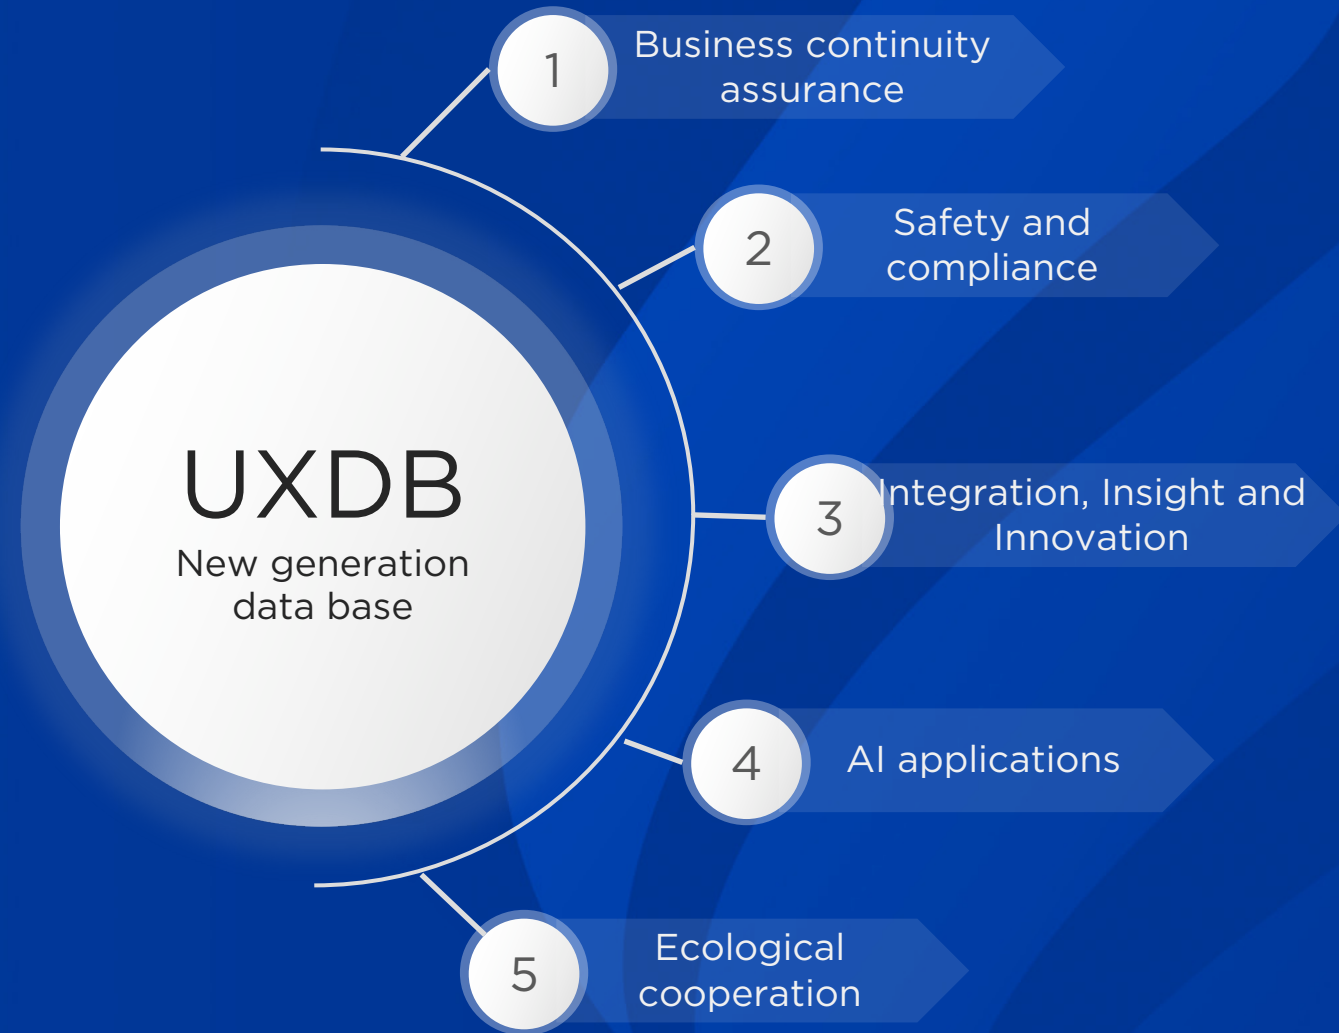 1
Business continuity
assurance
2
Safety and
compliance
UXDB
New generation
data base
3
Integration, Insight and
Innovation
4
AI applications
5
Ecological
cooperation